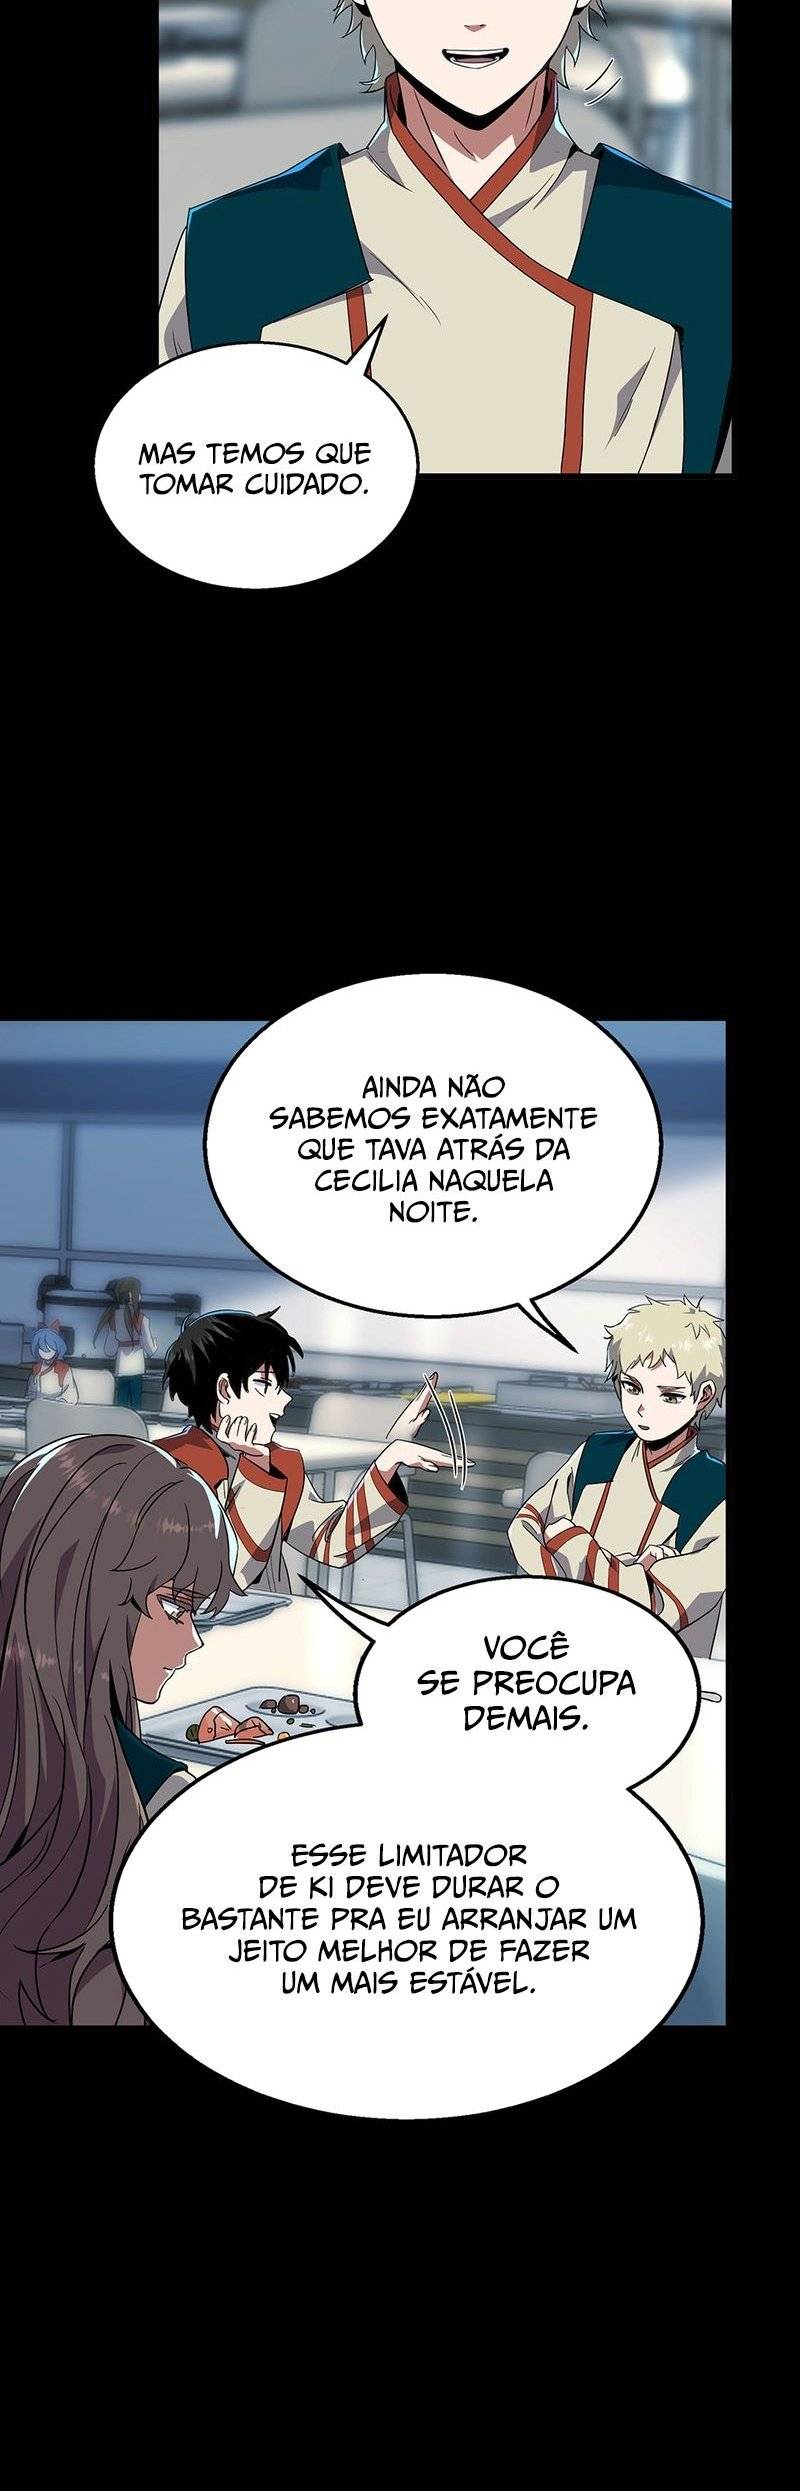 MAS TEMOS QUE
TOMAR CUIDADO.
AINDA NÃO
SABEMOS EXATAMENTE
QUE TAVA ATRÁS DA
CECILIA NAQUELA
NOITE.
VOCÊ
SE PREOCUPA
DEMAIS.
ESSE LIMITADOR
DE KI DEVE DURAR O
BASTANTE PRA EU ARRANJAR UM
JEITO MELHOR DE FAZER
UM MAIS ESTÁVEL.